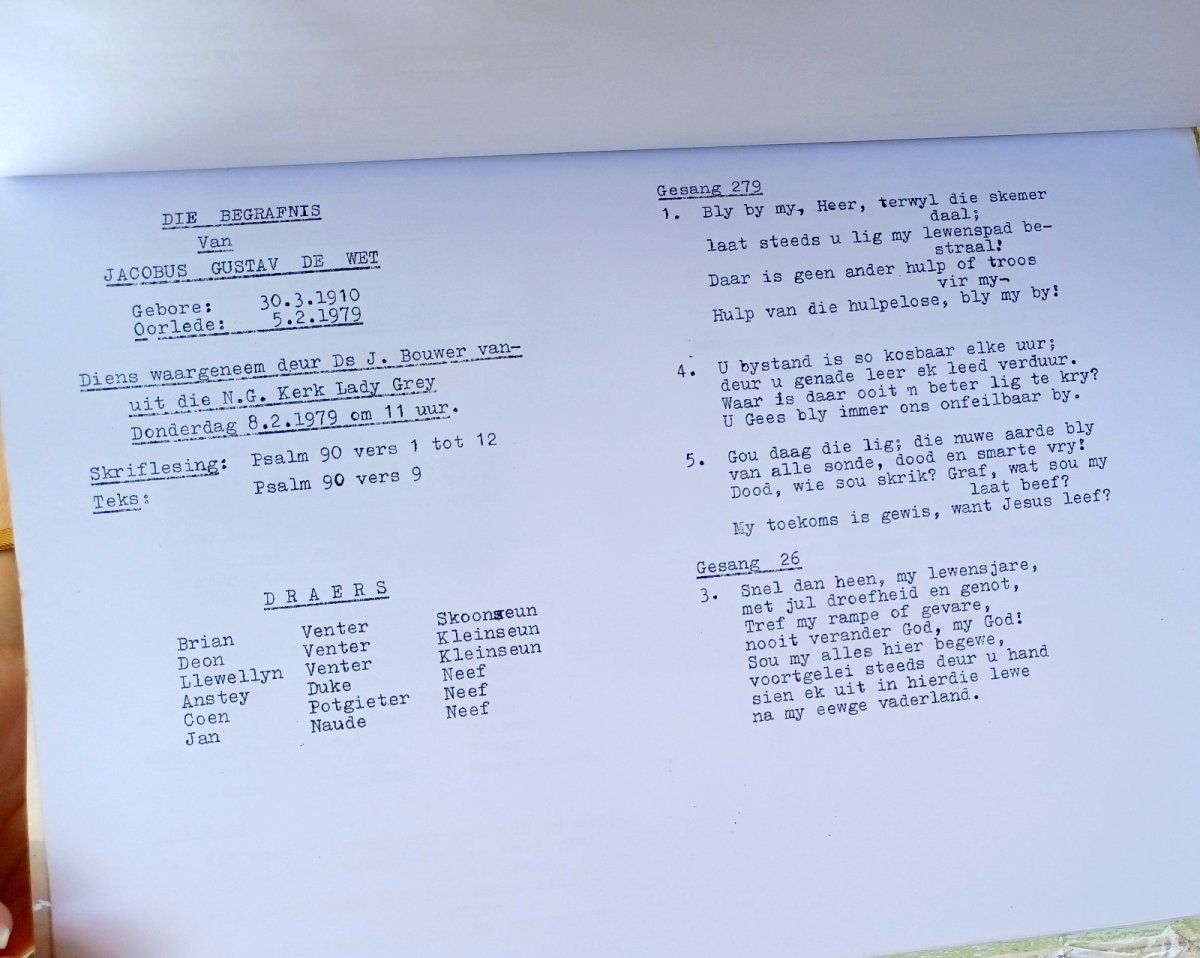 DIE BEGRAFNIS
Van
JACOBUS GUSTAV DE WET
Gebore: 30.3.1910
Oorlede: 5.2.1979
Diens waargeneem deur Ds J. Bouwer van-
uit die N.G. Kerk Lady Grey
Donderdag 8.2.1979 om 11 uur.
Skriflesing: Psalm 90 vers 1 tot 12
Teks: Psalm 90 vers 9
D R A E R S
Brian Venter Skoonseun
Deon Venter Kleinseun
Llewellyn Venter Kleinseun
Anstey Duke Neef
Coen Potgieter Neef
Jan Naude Neef
Gesang 279
1. Bly by my, Heer, terwyl die skemer
daal;
laat steeds u lig my lewenspad be-
straal!
Daar is geen ander hulp of troos
vir my¬
Hulp van die hulpelose, bly my by!
4. U bystand is so kosbaar elke uur;
deur u genade leer ek leed verduur.
Waar is daar ooit 'n beter lig te kry?
U Gees bly immer ons onfeilbaar by.
5. Gou daag die lig; die nuwe aarde bly
van alle sonde, dood en smarte vry!
Dood, wie sou skrik? Graf, wat sou my
laat beef?
My toekoms is gewis, want Jesus leef?
Gesang 26
3. Snel dan heen, my lewensjare,
met jul droefheid en genot,
Tref my rampe of gevare,
nooit verander God, my God!
Sou my alles hier begewe,
voortgelei steeds deur u hand
sien ek uit in hierdie lewe
na my eewge vaderland.